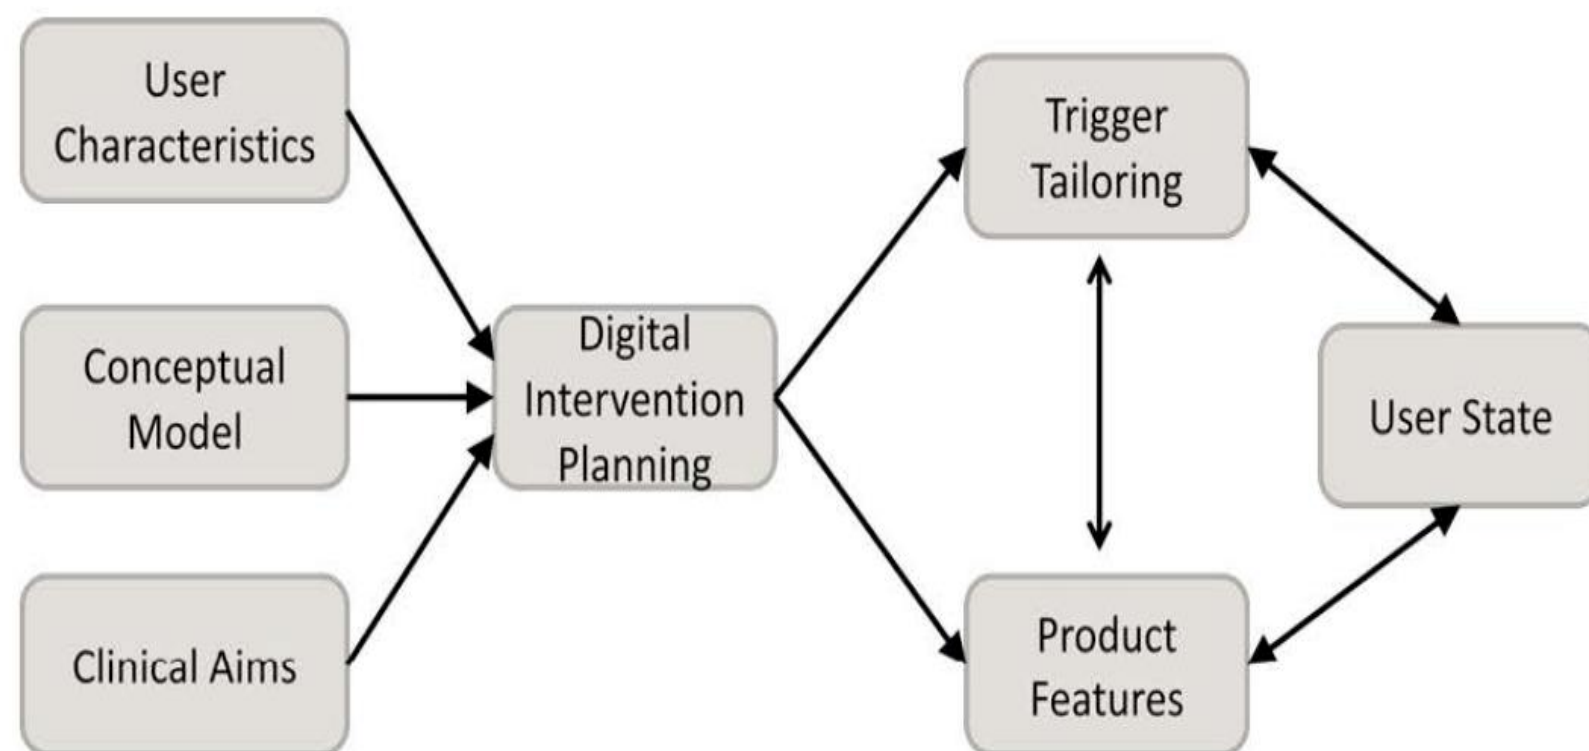 User
Characteristics
Conceptual
Model
Clinical Aims
Digital
Intervention
Planning
Trigger
Tailoring
Product
Features
User State